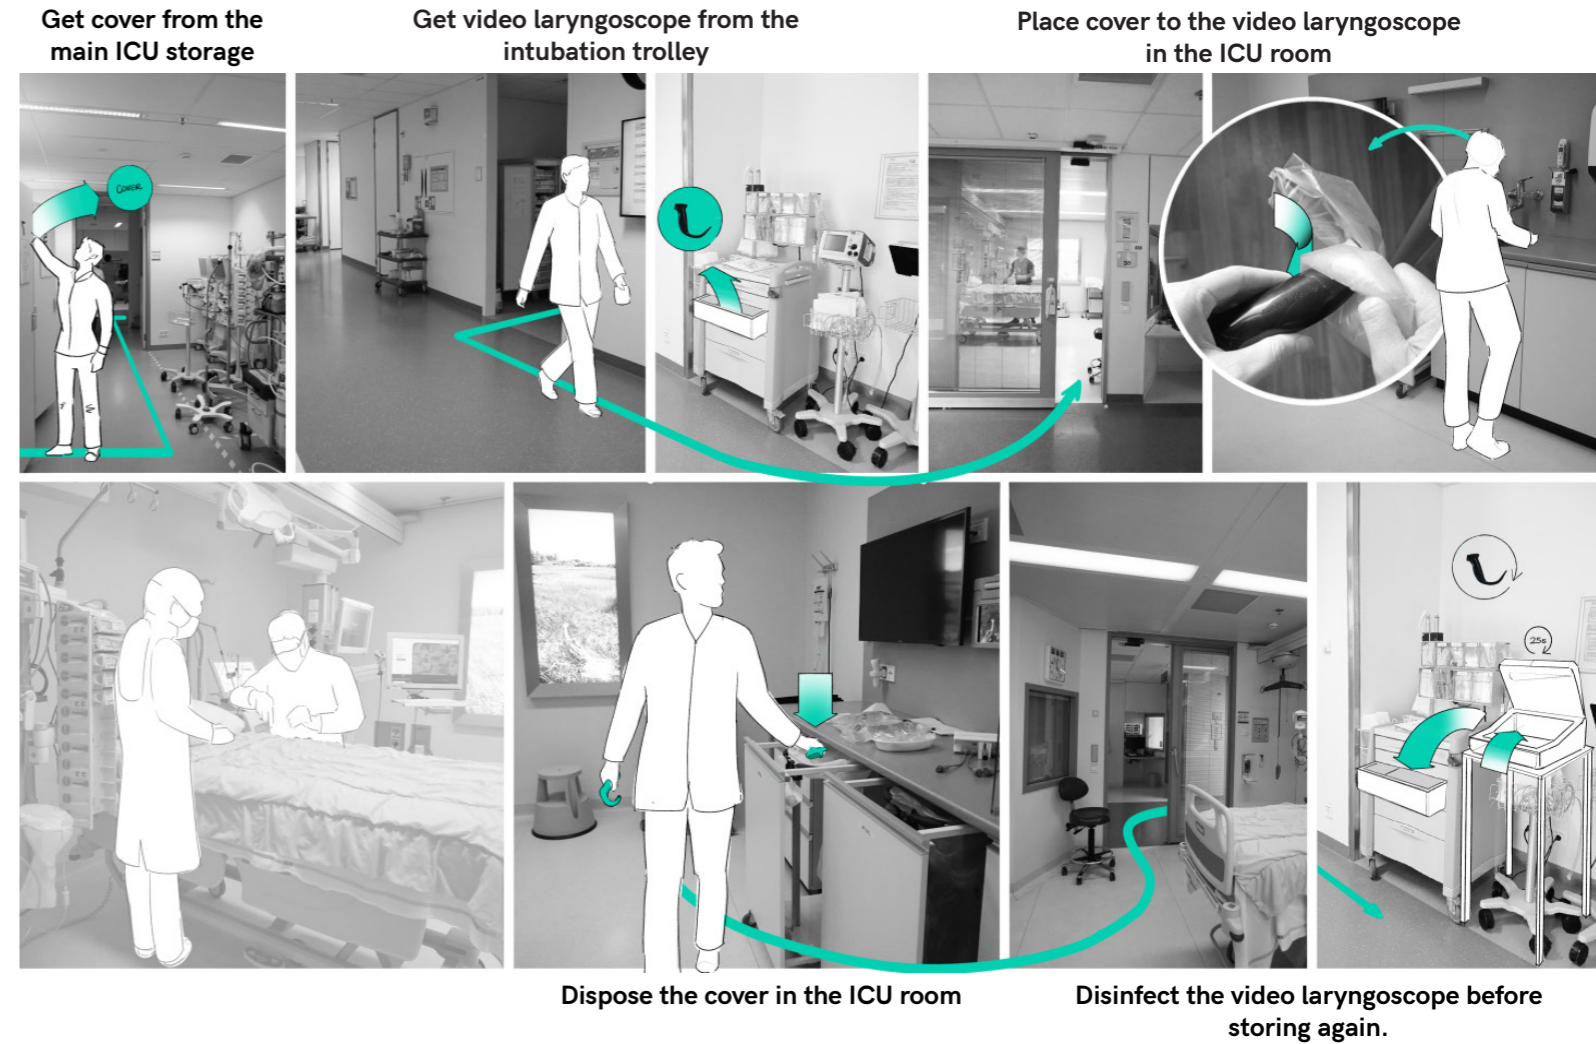 Get cover from the
main ICU storage
Get video laryngoscope from the
intubation trolley
Place cover to the video laryngoscope
in the ICU room
COVER
25s
Dispose the cover in the ICU room
Disinfect the video laryngoscope before
storing again.